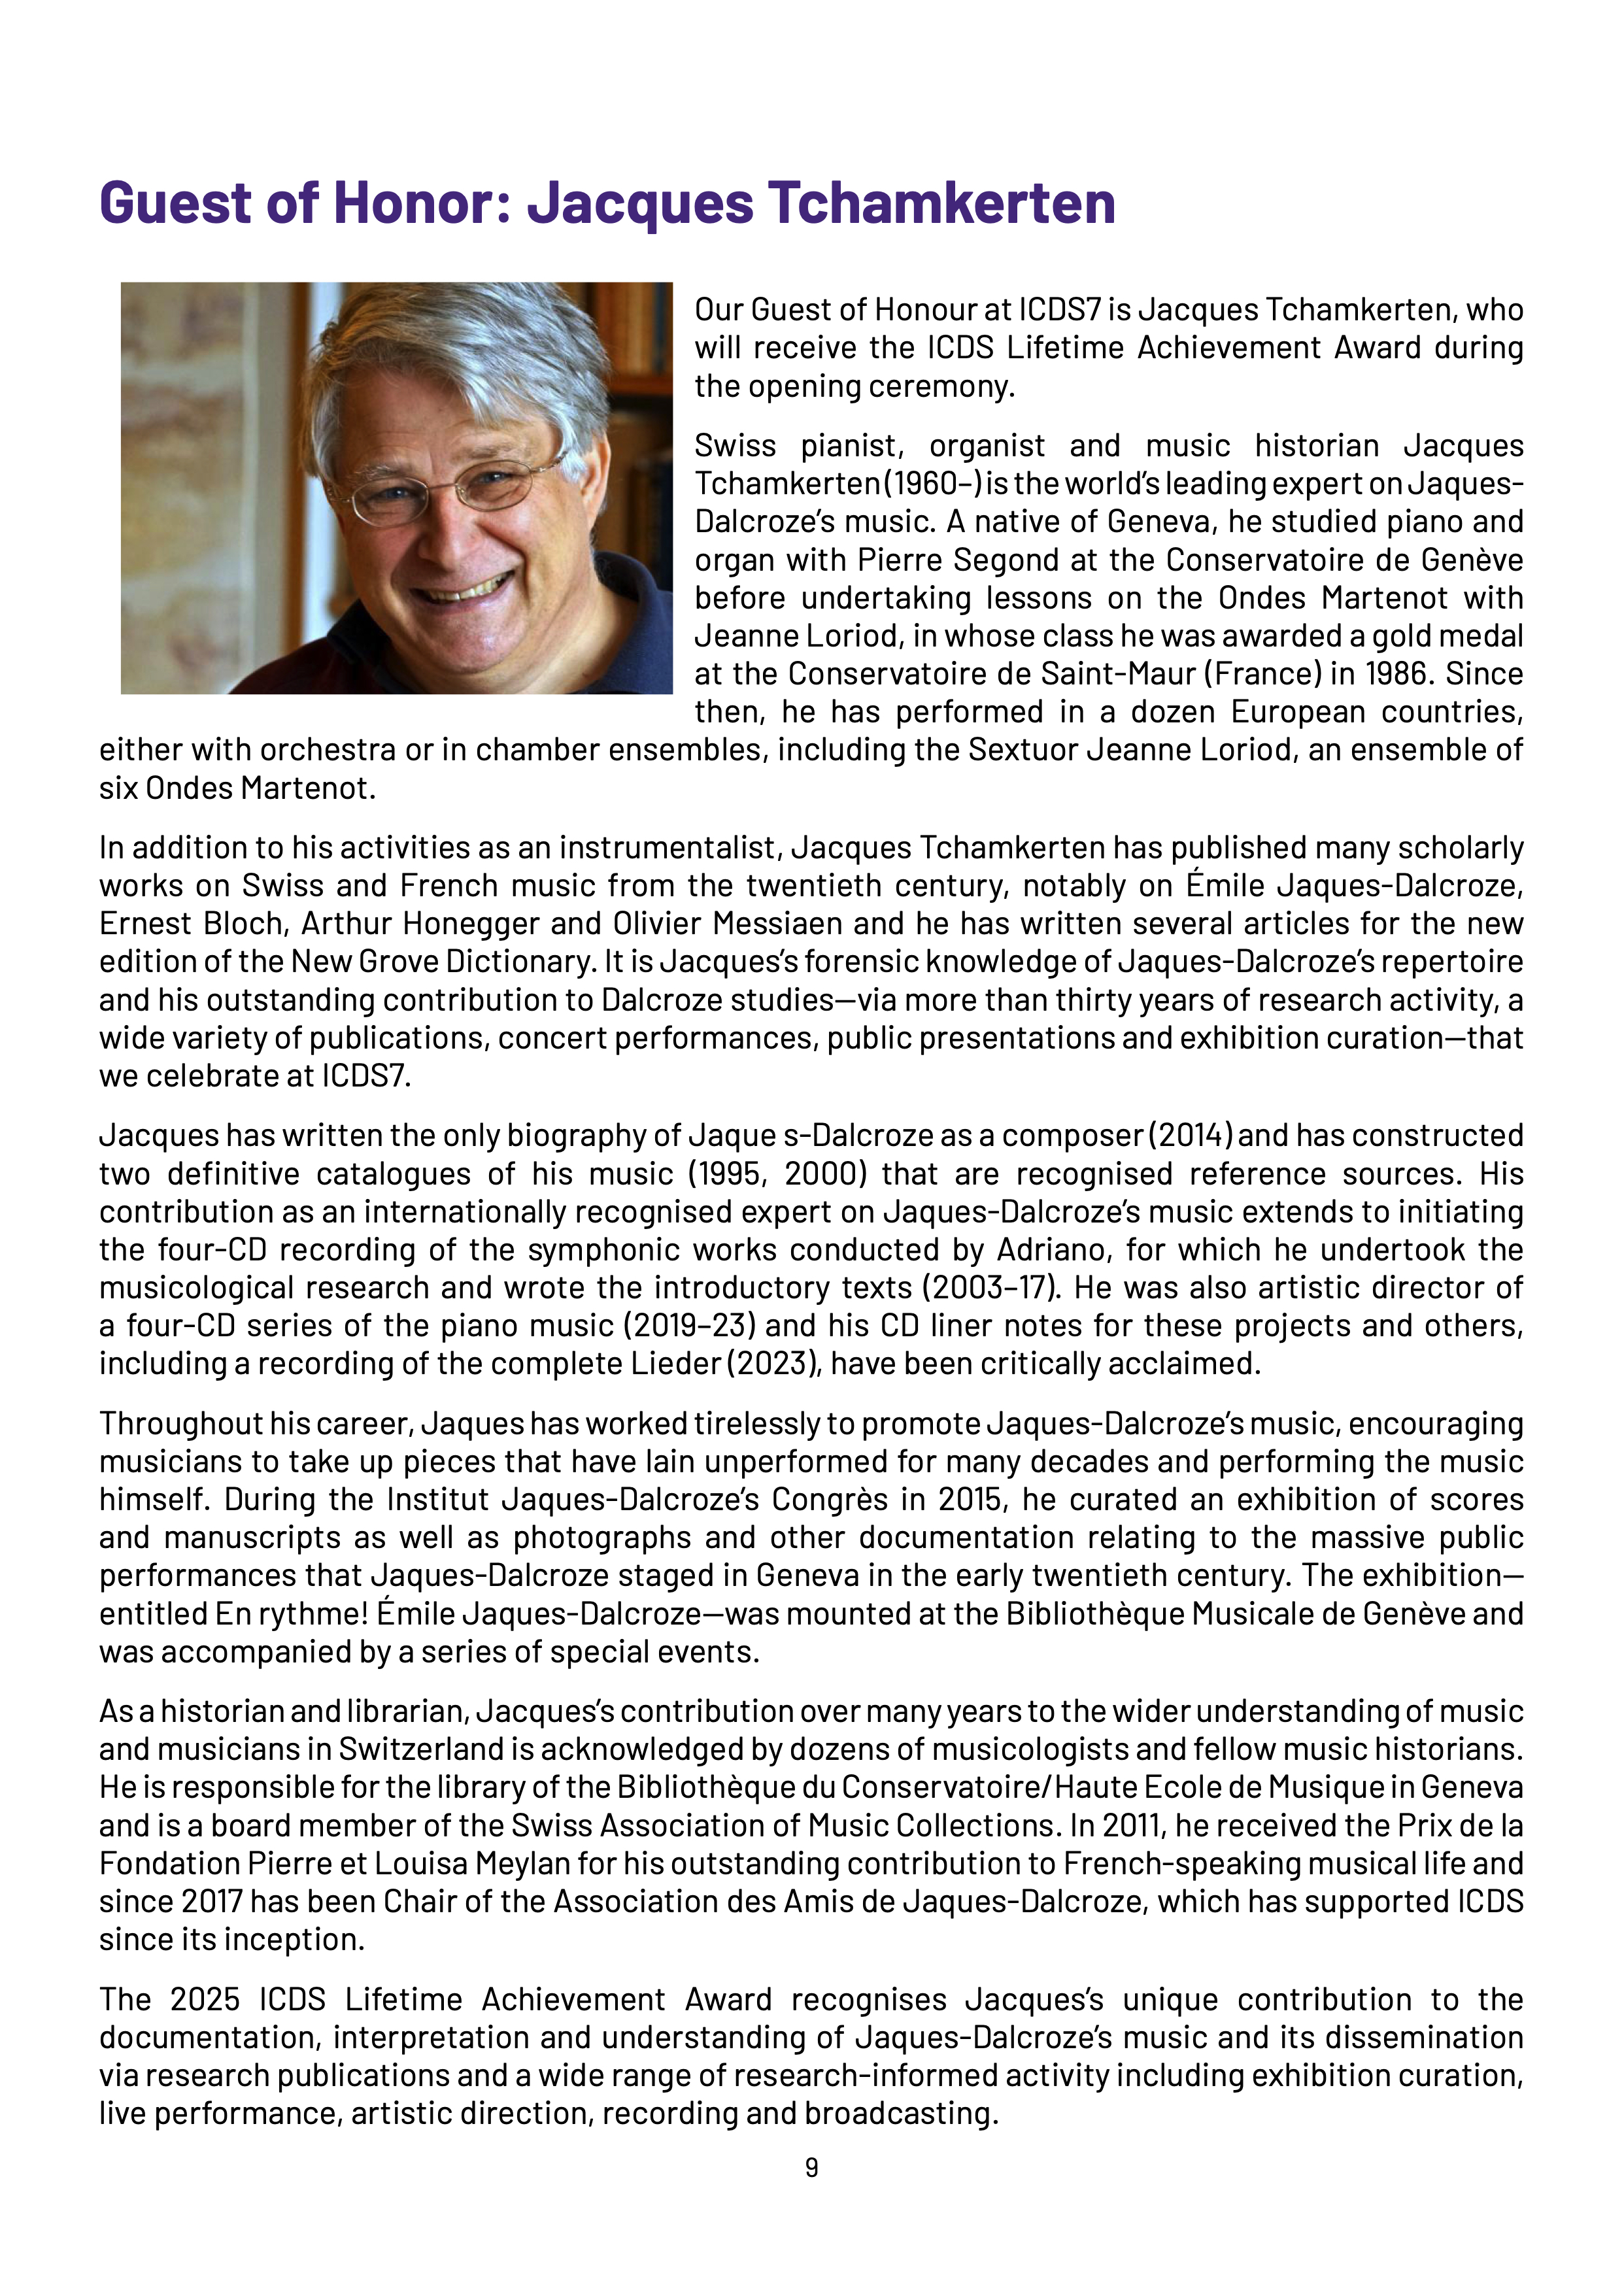 Guest of Honor: Jacques Tchamkerten
Our Guest of Honour at ICDS7 is Jacques Tchamkerten, who
will receive the ICDS Lifetime Achievement Award during
the opening ceremony.
Swiss pianist, organist and music historian Jacques
Tchamkerten (1960–) is the world's leading expert on Jaques-
Dalcroze's music. A native of Geneva, he studied piano and
organ with Pierre Segond at the Conservatoire de Genève
before undertaking lessons on the Ondes Martenot with
Jeanne Loriod, in whose class he was awarded a gold medal
at the Conservatoire de Saint-Maur (France) in 1986. Since
then, he has performed in a dozen European countries,
either with orchestra or in chamber ensembles, including the Sextuor Jeanne Loriod, an ensemble of
six Ondes Martenot.
In addition to his activities as an instrumentalist, Jacques Tchamkerten has published many scholarly
works on Swiss and French music from the twentieth century, notably on Émile Jaques-Dalcroze,
Ernest Bloch, Arthur Honegger and Olivier Messiaen and he has written several articles for the new
edition of the New Grove Dictionary. It is Jacques's forensic knowledge of Jaques-Dalcroze's repertoire
and his outstanding contribution to Dalcroze studies—via more than thirty years of research activity, a
wide variety of publications, concert performances, public presentations and exhibition curation—that
we celebrate at ICDS7.
Jacques has written the only biography of Jaque s-Dalcroze as a composer (2014) and has constructed
two definitive catalogues of his music (1995, 2000) that are recognised reference sources. His
contribution as an internationally recognised expert on Jaques-Dalcroze's music extends to initiating
the four-CD recording of the symphonic works conducted by Adriano, for which he undertook the
musicological research and wrote the introductory texts (2003–17). He was also artistic director of
a four-CD series of the piano music (2019–23) and his CD liner notes for these projects and others,
including a recording of the complete Lieder (2023), have been critically acclaimed.
Throughout his career, Jaques has worked tirelessly to promote Jaques-Dalcroze's music, encouraging
musicians to take up pieces that have lain unperformed for many decades and performing the music
himself. During the Institut Jaques-Dalcroze's Congrès in 2015, he curated an exhibition of scores
and manuscripts as well as photographs and other documentation relating to the massive public
performances that Jaques-Dalcroze staged in Geneva in the early twentieth century. The exhibition—
entitled En rythme! Émile Jaques-Dalcroze—was mounted at the Bibliothèque Musicale de Genève and
was accompanied by a series of special events.
As a historian and librarian, Jacques's contribution over many years to the wider understanding of music
and musicians in Switzerland is acknowledged by dozens of musicologists and fellow music historians.
He is responsible for the library of the Bibliothèque du Conservatoire/Haute Ecole de Musique in Geneva
and is a board member of the Swiss Association of Music Collections. In 2011, he received the Prix de la
Fondation Pierre et Louisa Meylan for his outstanding contribution to French-speaking musical life and
since 2017 has been Chair of the Association des Amis de Jaques-Dalcroze, which has supported ICDS
since its inception.
The 2025 ICDS Lifetime Achievement Award recognises Jacques's unique contribution to the
documentation, interpretation and understanding of Jaques-Dalcroze's music and its dissemination
via research publications and a wide range of research-informed activity including exhibition curation,
live performance, artistic direction, recording and broadcasting.
9